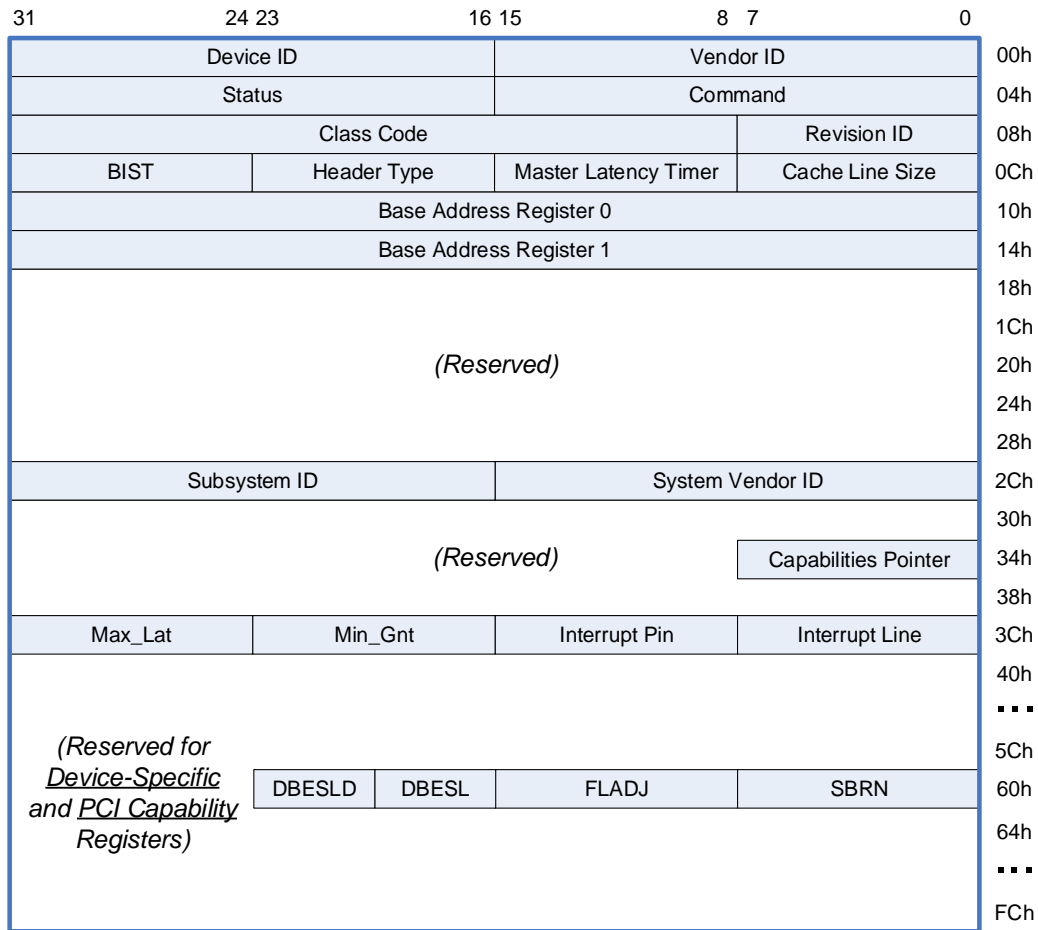 31 24 23 16 15 8 7 0
Device ID Vendor ID 00h
Status Command 04h
Class Code Revision ID 08h
BIST Header Type Master Latency Timer Cache Line Size 0Ch
Base Address Register 0 10h
Base Address Register 1 14h
18h
1Ch
(Reserved) 20h
24h
28h
Subsystem ID System Vendor ID 2Ch
30h
(Reserved) Capabilities Pointer 34h
38h
Max_Lat Min_Gnt Interrupt Pin Interrupt Line 3Ch
40h
...
(Reserved for 5Ch
Device-Specific DBESLD DBESL FLADJ SBRN 60h
and PCI Capability
Registers) 64h
...
FCh